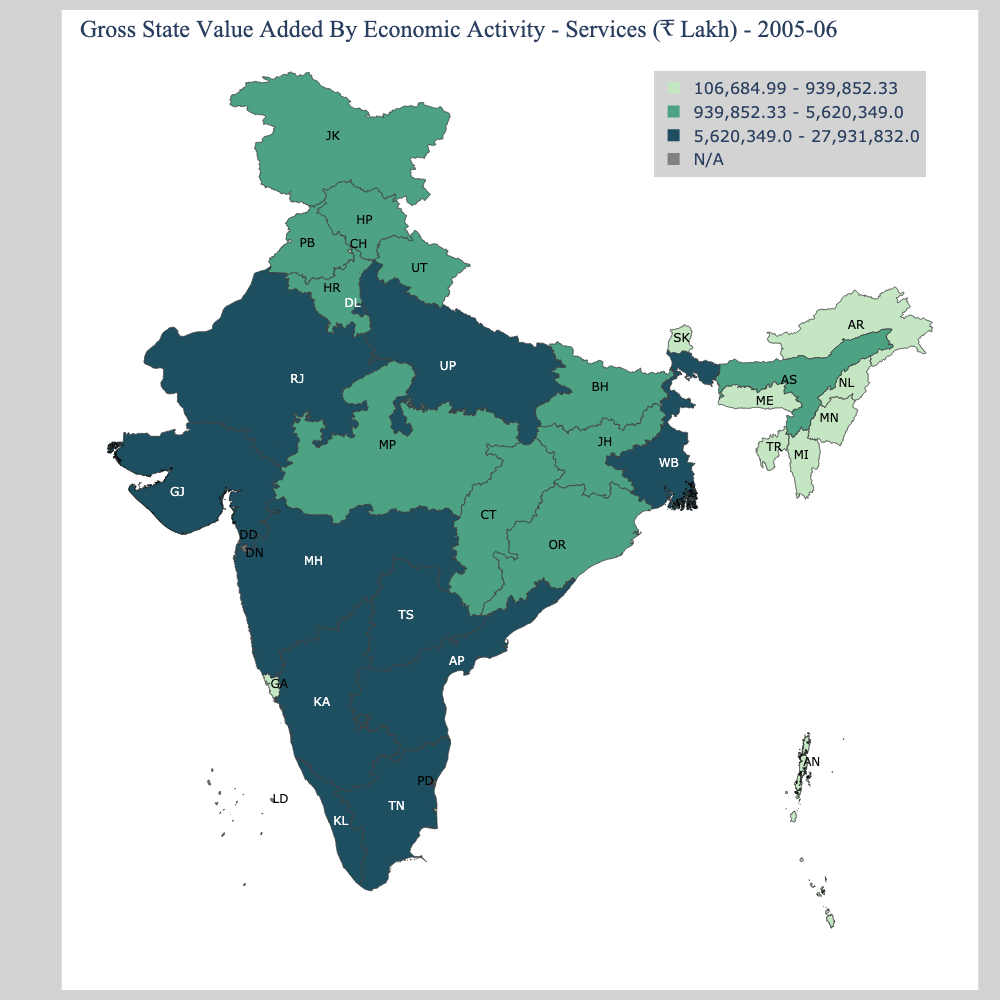 Gross State Value Added By Economic Activity - Services (₹ Lakh) - 2005-06
106,684.99 - 939,852.33
939,852.33 - 5,620,349.0
5,620,349.0 - 27,931,832.0
N/A
JK
HP
PB
CH
UT
HR
DL
RJ
UP
SK
AR
AS
NL
ME
MN
TR
MI
BH
JH
MP
WB
GJ
CT
OR
DD
DN
MH
TS
AP
GA
KA
PD
LD
TN
KL
AN